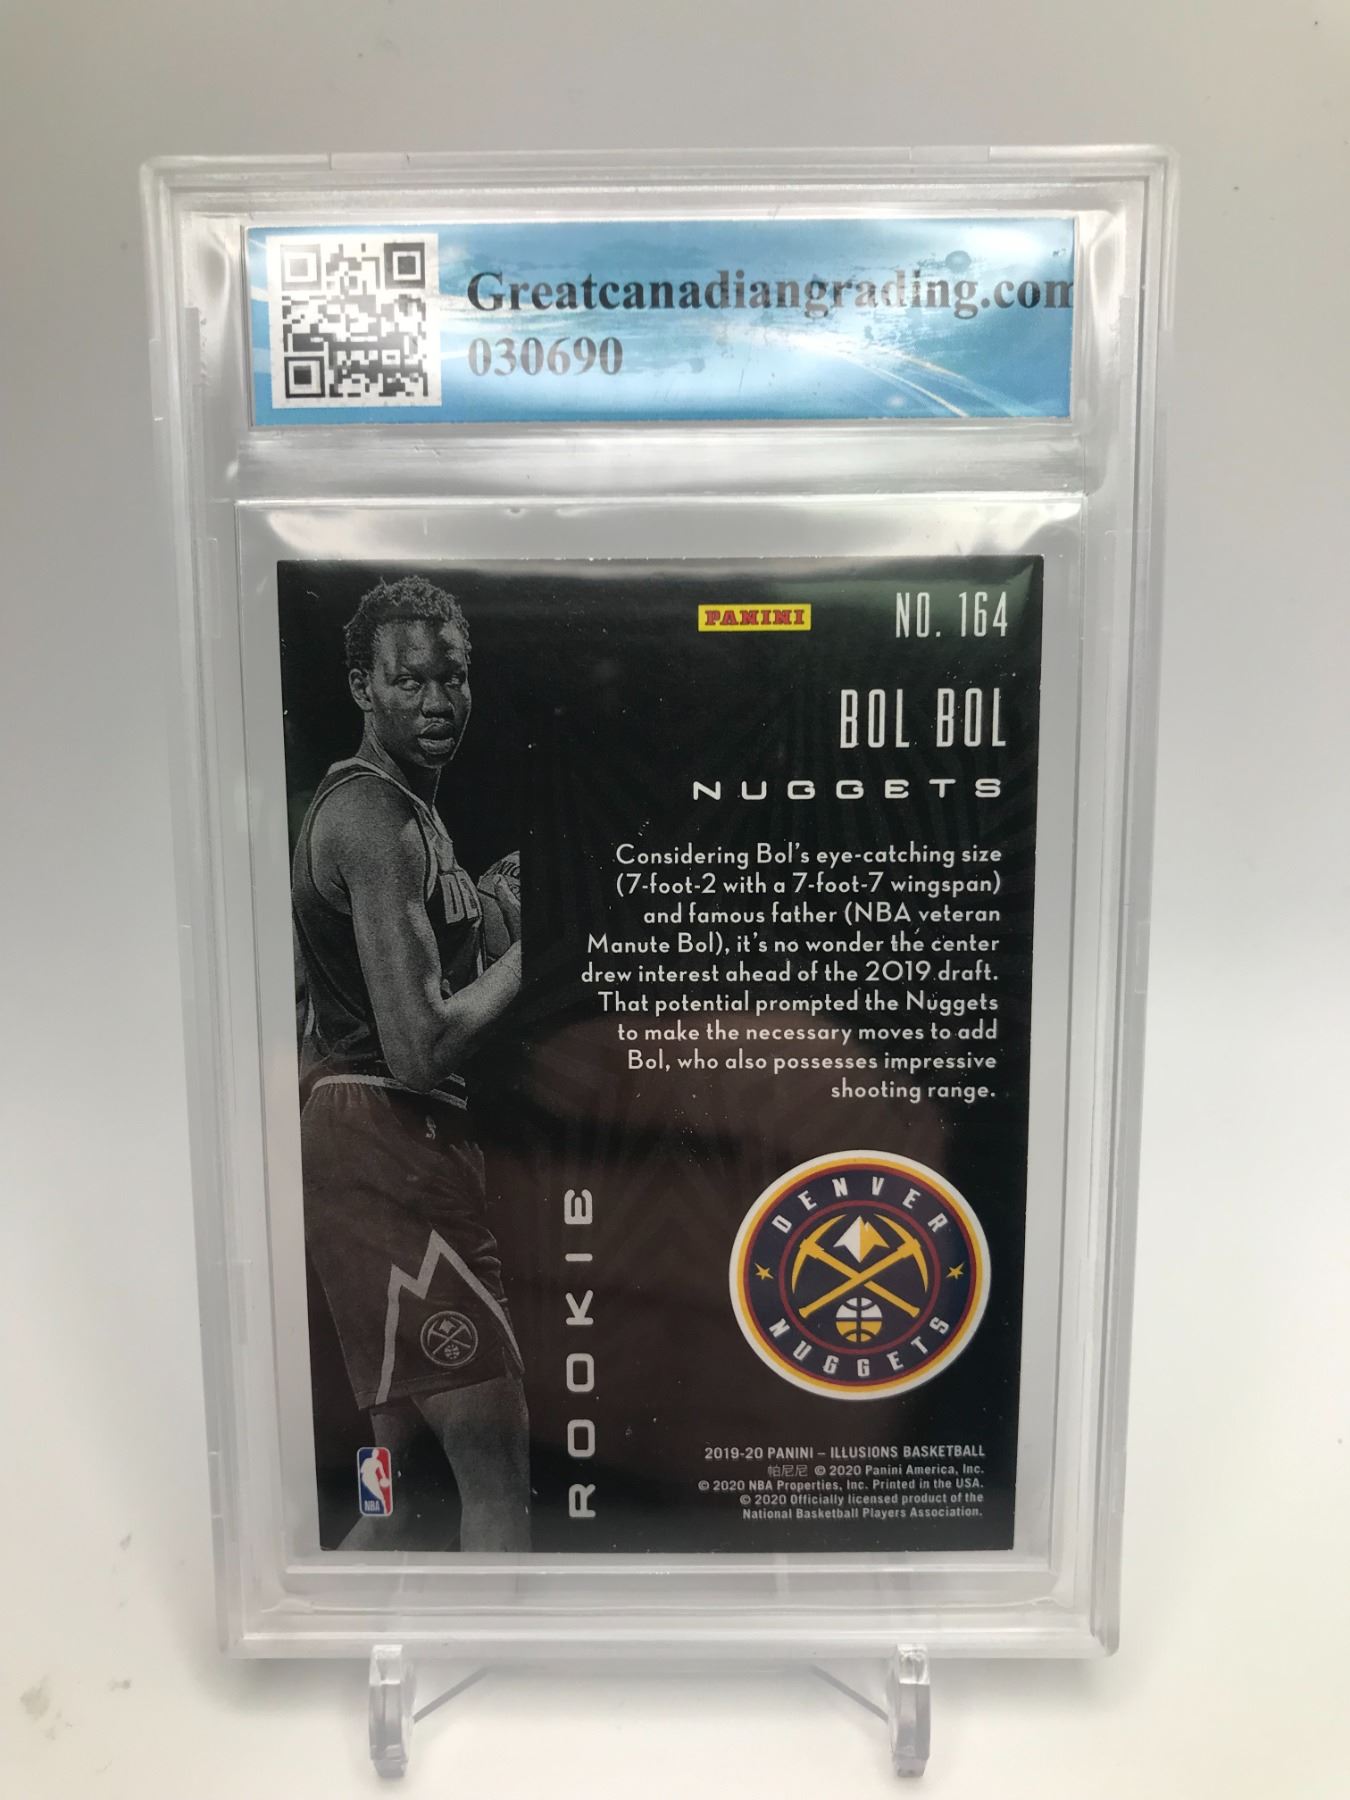 Greatcanadiangrading.com
030690
PANINI
NO. 164
BOL BOL
NUGGETS
Considering Bol's eye-catching size
(7-foot-2 with a 7-foot-7 wingspan)
and famous father (NBA veteran
Manute Bol), it's no wonder the center
drew interest ahead of the 2019 draft.
That potential prompted the Nuggets
to make the necessary moves to add
Bol, who also possesses impressive
shooting range.
DE
ROOKIE
DENVER
NUGGETS
NBA
2019-20 PANINI – ILLUSIONS BASKETBALL
帕尼尼 © 2020 Panini America, Inc.
© 2020 NBA Properties, Inc. Printed in the USA.
© 2020 Officially licensed product of the
National Basketball Players Association.